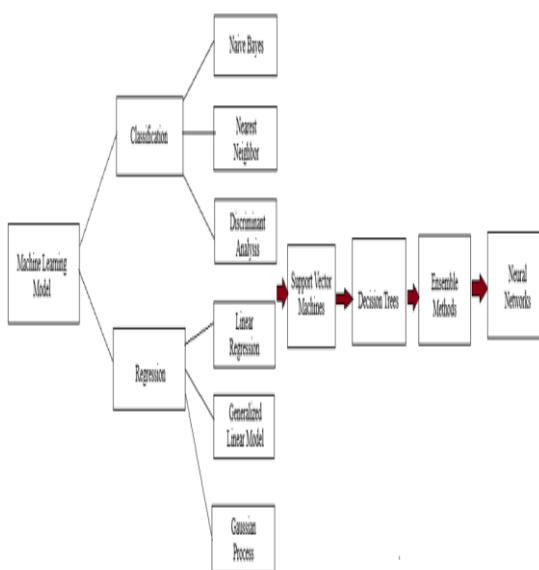 Naive Bayes
Classification
Nearest
Neighbor
Discriminant
Analysis
Machine Learning
Model
Support Vector
Machines
Decision Trees
Ensemble
Methods
Neural
Networks
Linear
Regression
Regression
Generalized
Linear Model
Gaussian
Process